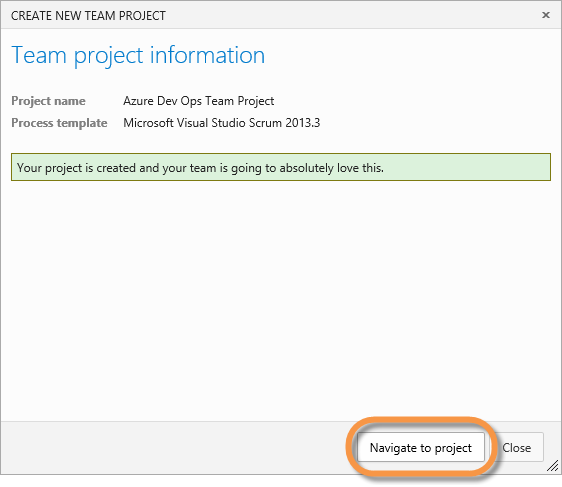 CREATE NEW TEAM PROJECT
Team project information
Project name Azure Dev Ops Team Project
Process template Microsoft Visual Studio Scrum 2013.3
Your project is created and your team is going to absolutely love this.
Navigate to project Close